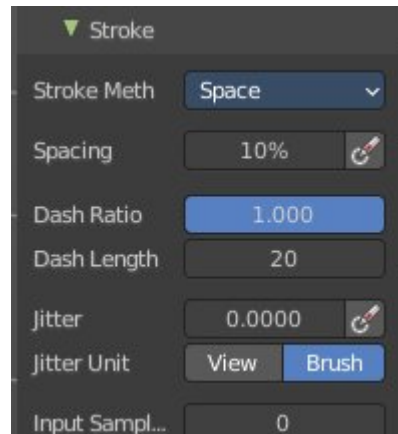 Stroke
Stroke Meth Space
Spacing 10%
Dash Ratio 1.000
Dash Length 20
Jitter 0.0000
Jitter Unit View Brush
Input Sampl... 0